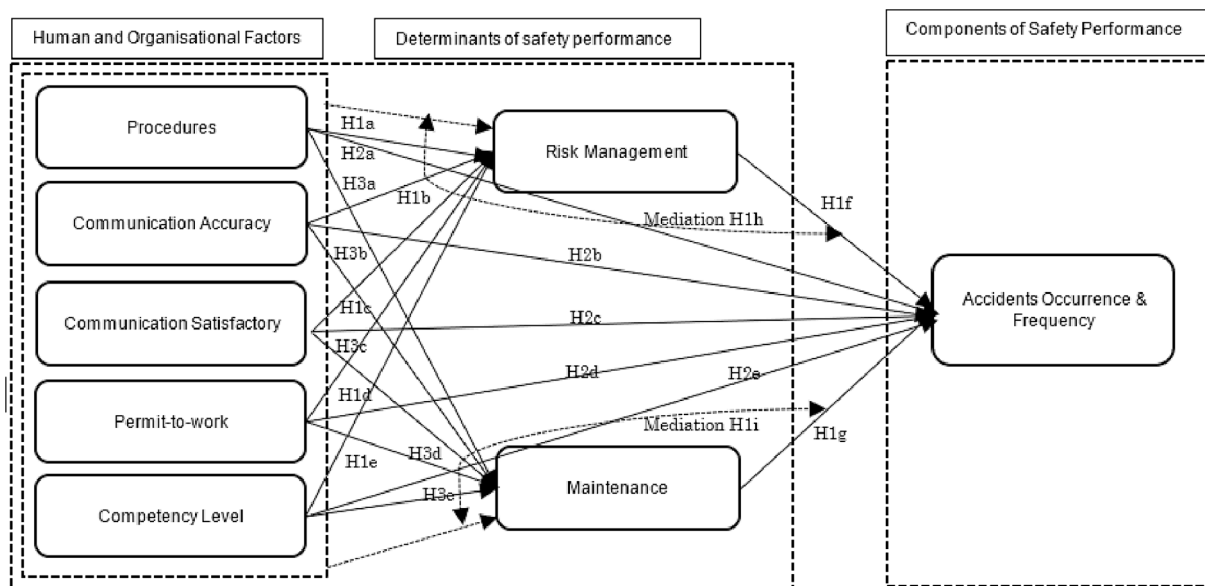 Human and Organisational Factors
Determinants of safety performance
Components of Safety Performance
Procedures
H1a
H2a
H3a
H1b
Risk Management
H1f
Communication Accuracy
Mediation H1h
H3b
H2b
Communication Satisfactory
H1c
H2c
H3c
Accidents Occurrence &
Frequency
Permit-to-work
H1d
H2d
H2e
Mediation H1i
H1g
H3d
H1e
Competency Level
H3e
Maintenance